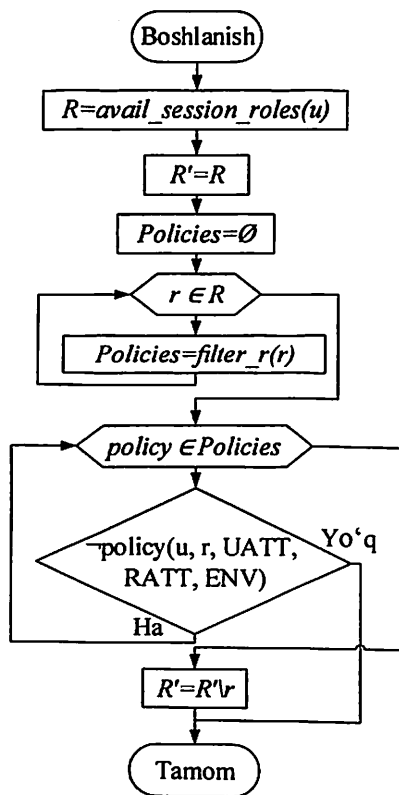 Boshlanish
R=avail_session_roles(u)
R'=R
Policies=Ø
r ∈ R
Policies=filter_r(r)
policy ∈Policies
¬policy(u, r, UATT,
RATT, ENV)
Yo‘q
Ha
R'=R'\r
Tamom